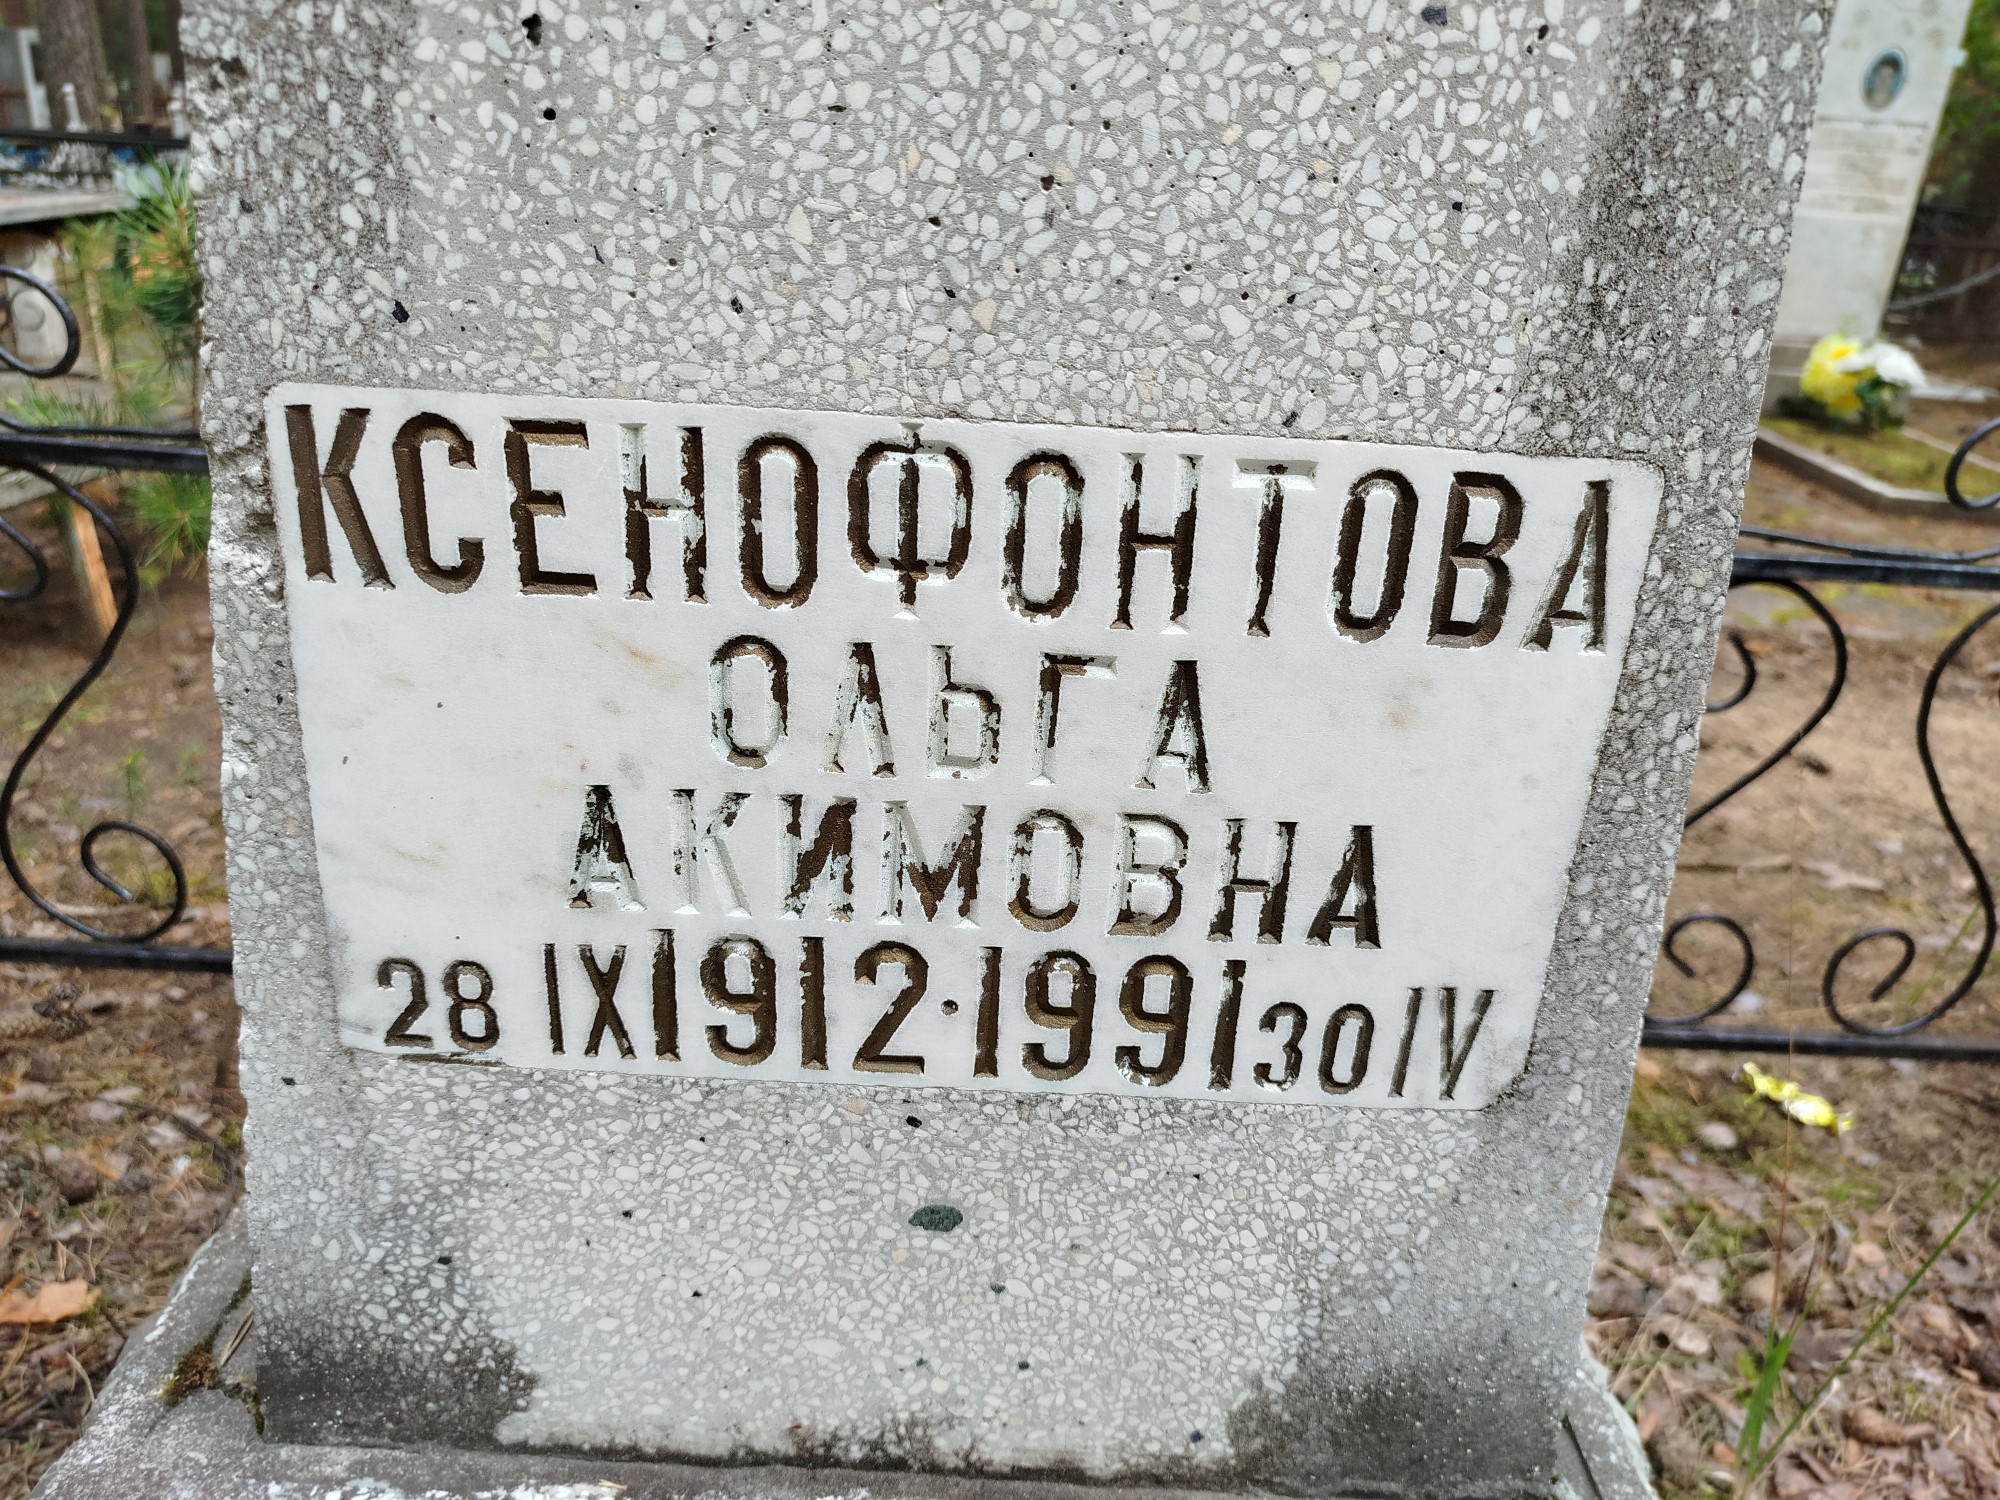 КСЕНОФОНТОВА
ОЛЬГА
АКИМОВНА
28 IX 1912·1991 30 IV